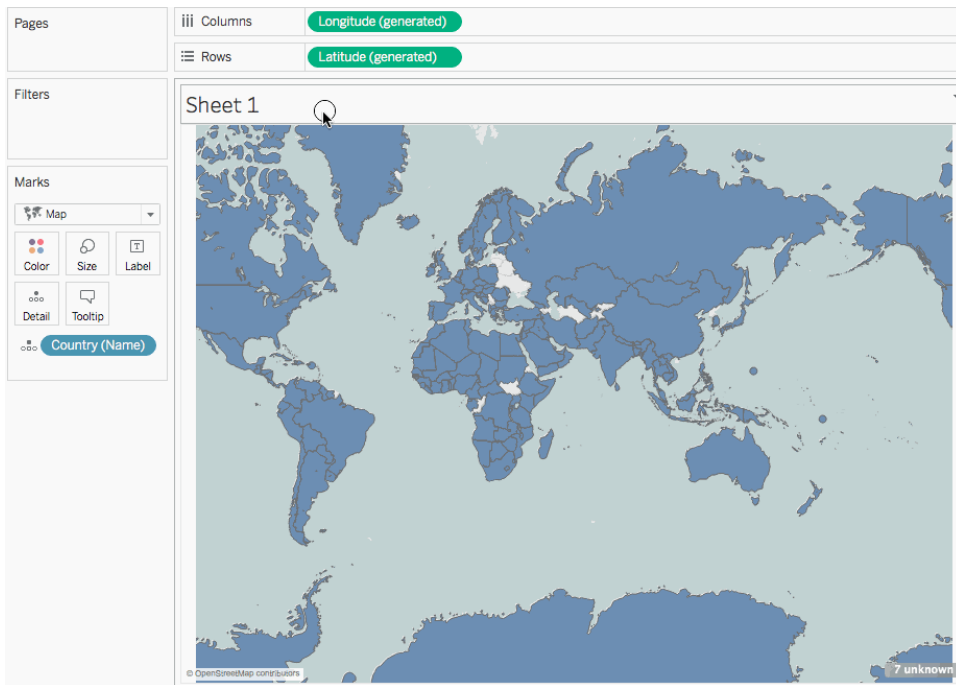 Pages
Columns
Longitude (generated)
Rows
Latitude (generated)
Filters
Sheet 1
Marks
Map
Color
Size
T
Label
Detail
Tooltip
Country (Name)
© OpenStreetMap contributors
7 unknown